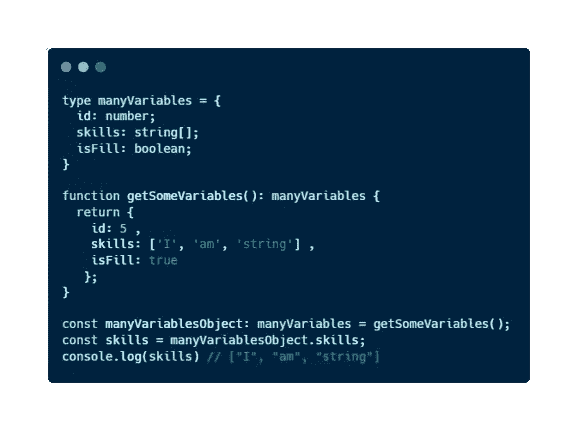 type manyVariables = {
  id: number;
  skills: string[];
  isFill: boolean;
}

function getSomeVariables(): manyVariables {
  return {
    id: 5 ,
    skills: ['I', 'am', 'string'] ,
    isFill: true
   };
}

const manyVariablesObject: manyVariables = getSomeVariables();
const skills = manyVariablesObject.skills;
console.log(skills) // ["I", "am", "string"]